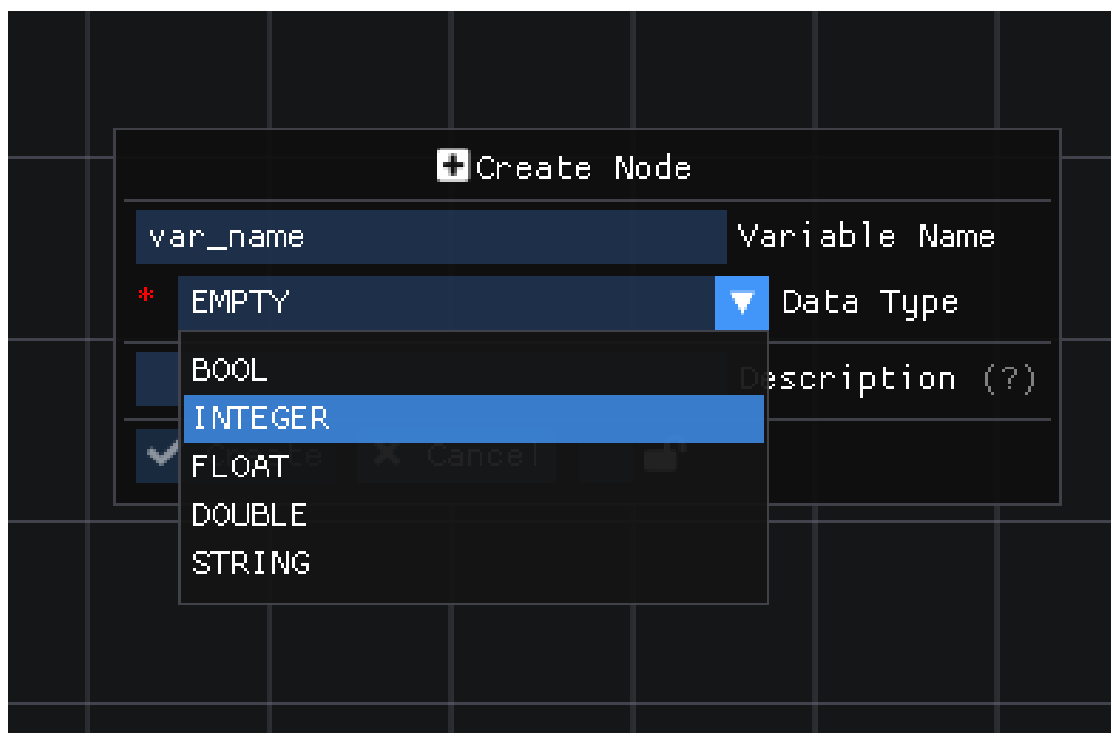 Create Node
var_name Variable Name
* EMPTY Data Type
BOOL
Description (?)
INTEGER
Cancel
FLOAT
DOUBLE
STRING